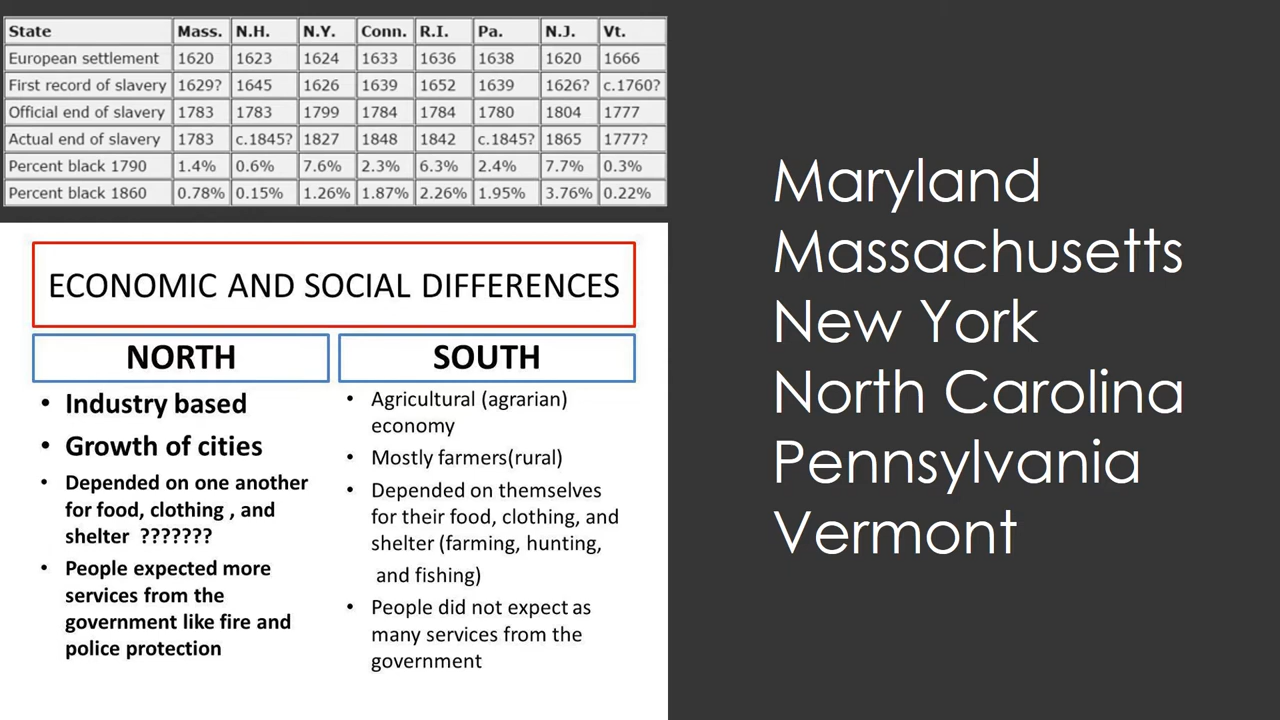 State Mass. N.H. N.Y. Conn. R.I. Pa. N.J. Vt.
European settlement 1620 1623 1624 1633 1636 1638 1620 1666
First record of slavery 1629? 1645 1626 1639 1652 1639 1626? c.1760?
Official end of slavery 1783 1783 1799 1784 1784 1780 1804 1777
Actual end of slavery 1783 c.1845? 1827 1848 1842 c.1845? 1865 1777?
Percent black 1790 1.4% 0.6% 7.6% 2.3% 6.3% 2.4% 7.7% 0.3%
Percent black 1860 0.78% 0.15% 1.26% 1.87% 2.26% 1.95% 3.76% 0.22%
ECONOMIC AND SOCIAL DIFFERENCES
NORTH
• Industry based
• Growth of cities
• Depended on one another
for food, clothing , and
shelter ???????
• People expected more
services from the
government like fire and
police protection
SOUTH
• Agricultural (agrarian)
economy
• Mostly farmers(rural)
• Depended on themselves
for their food, clothing, and
shelter (farming, hunting,
and fishing)
• People did not expect as
many services from the
government
Maryland
Massachusetts
New York
North Carolina
Pennsylvania
Vermont